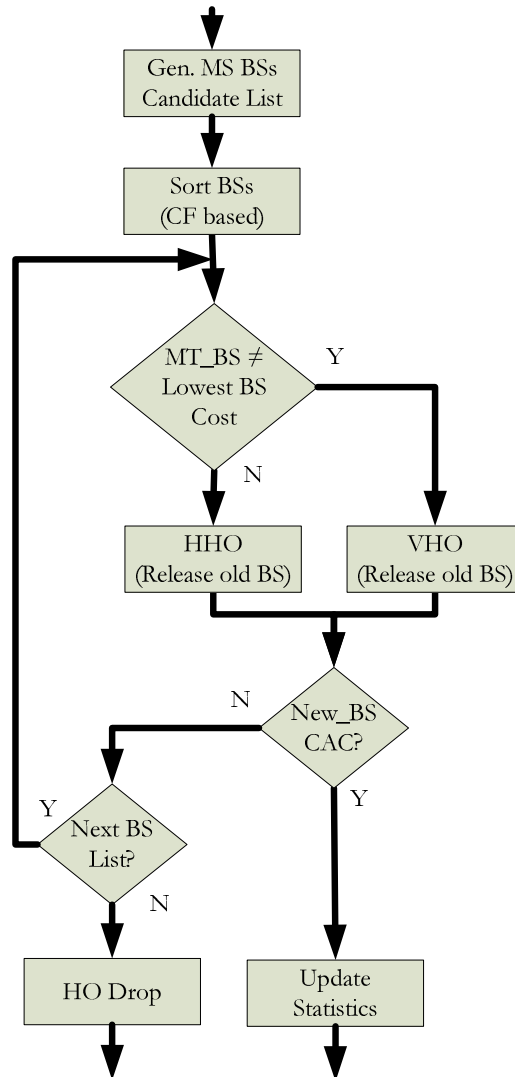 Gen. MS BSs
Candidate List
Sort BSs
(CF based)
MT_BS ≠
Lowest BS
Cost
Y
N
HHO
(Release old BS)
VHO
(Release old BS)
N
New_BS
CAC?
Y
Y
Next BS
List?
N
HO Drop
Update
Statistics